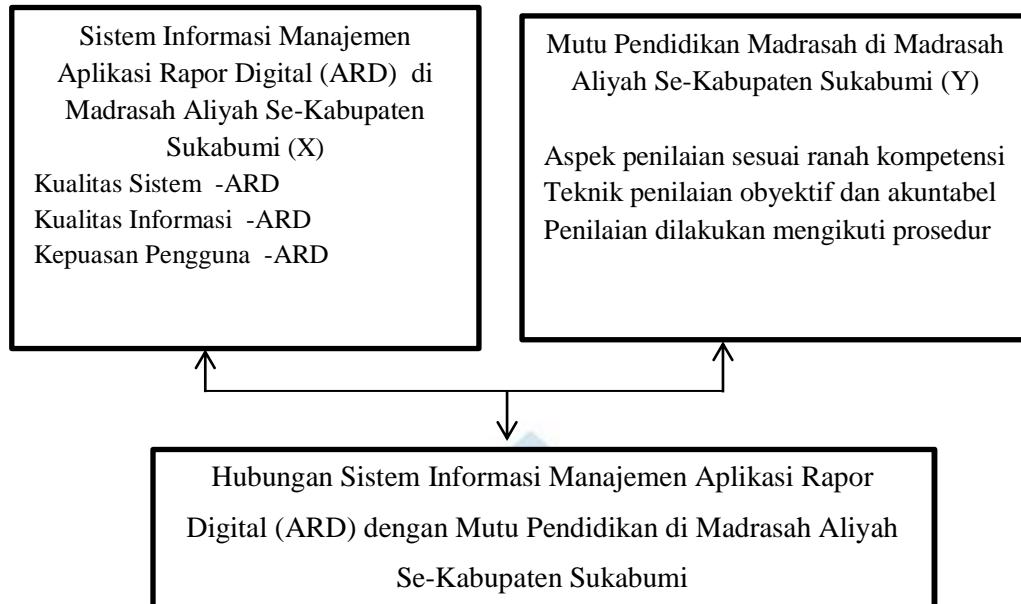 Sistem Informasi Manajemen
Aplikasi Rapor Digital (ARD) di
Madrasah Aliyah Se-Kabupaten
Sukabumi (X)
Kualitas Sistem -ARD
Kualitas Informasi -ARD
Kepuasan Pengguna -ARD
Mutu Pendidikan Madrasah di Madrasah
Aliyah Se-Kabupaten Sukabumi (Y)
Aspek penilaian sesuai ranah kompetensi
Teknik penilaian obyektif dan akuntabel
Penilaian dilakukan mengikuti prosedur
Hubungan Sistem Informasi Manajemen Aplikasi Rapor
Digital (ARD) dengan Mutu Pendidikan di Madrasah Aliyah
Se-Kabupaten Sukabumi